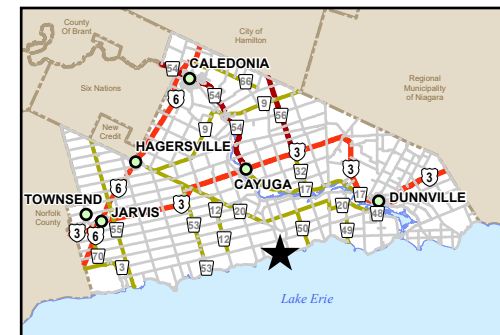 County
Of Brant
City of
Hamilton
CALEDONIA
54
66
Six Nations
6
54
9
56
Regional
Municipality
of Niagara
New
Credit
9
54
HAGERSVILLE
3
3
3
32
6
CAYUGA
17
17
TOWNSEND
3
DUNNVILLE
Norfolk
County
JARVIS
12
20
20
48
3
6
55
53
12
50
49
70
3
53
Lake Erie